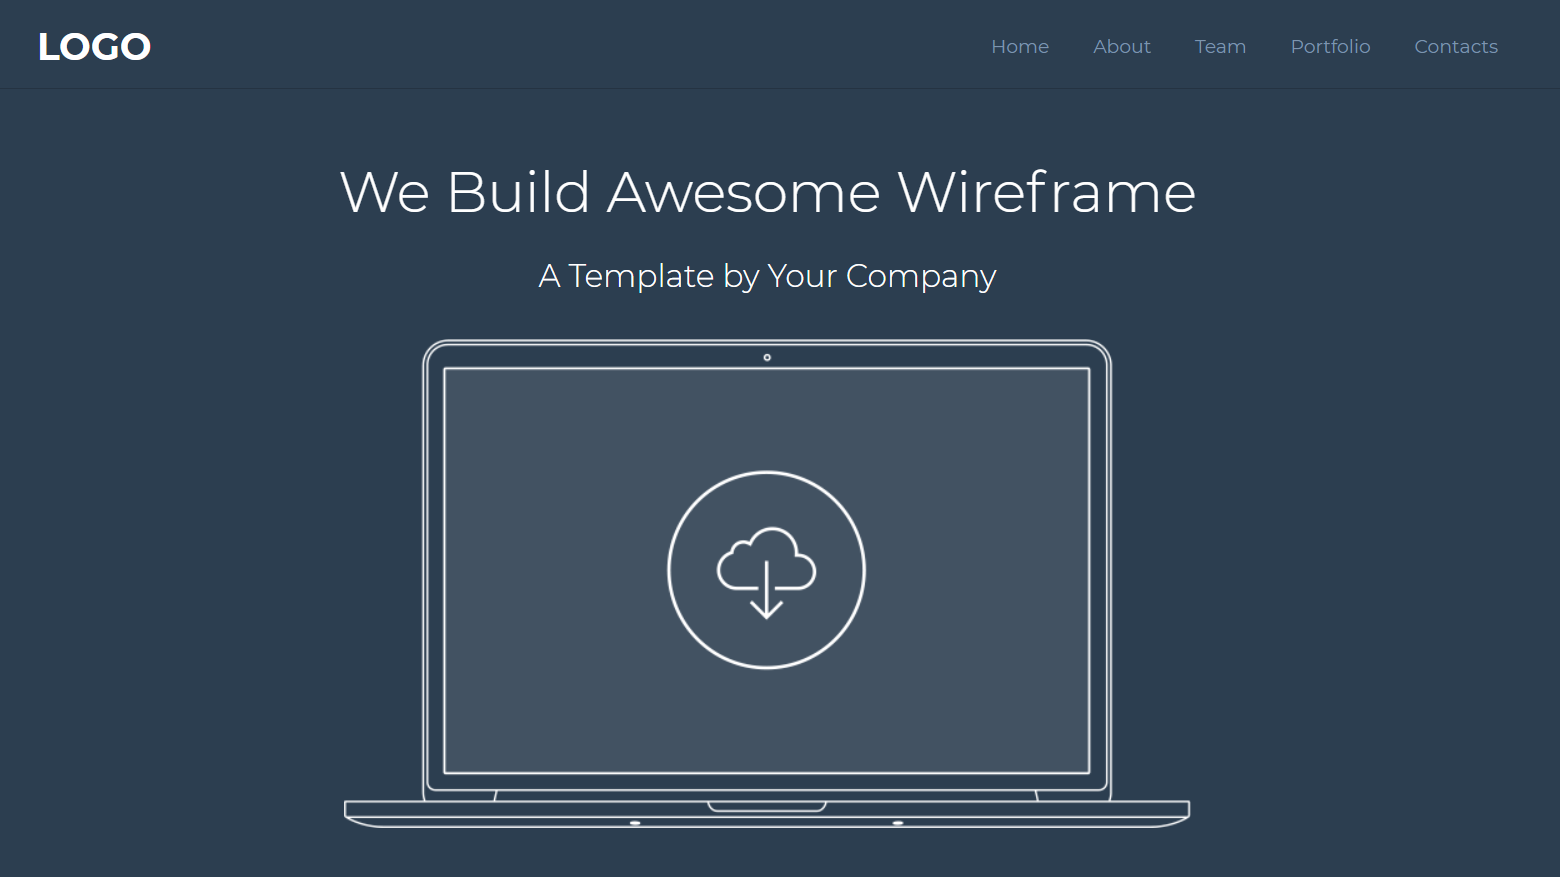 LOGO Home About Team Portfolio Contacts
We Build Awesome Wireframe
A Template by Your Company